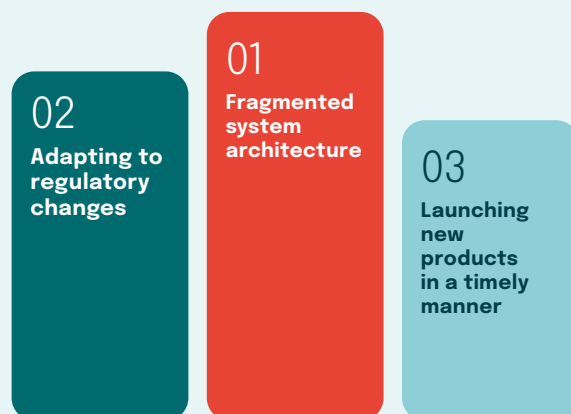 02
Adapting to
regulatory
changes
01
Fragmented
system
architecture
03
Launching
new
products
in a timely
manner